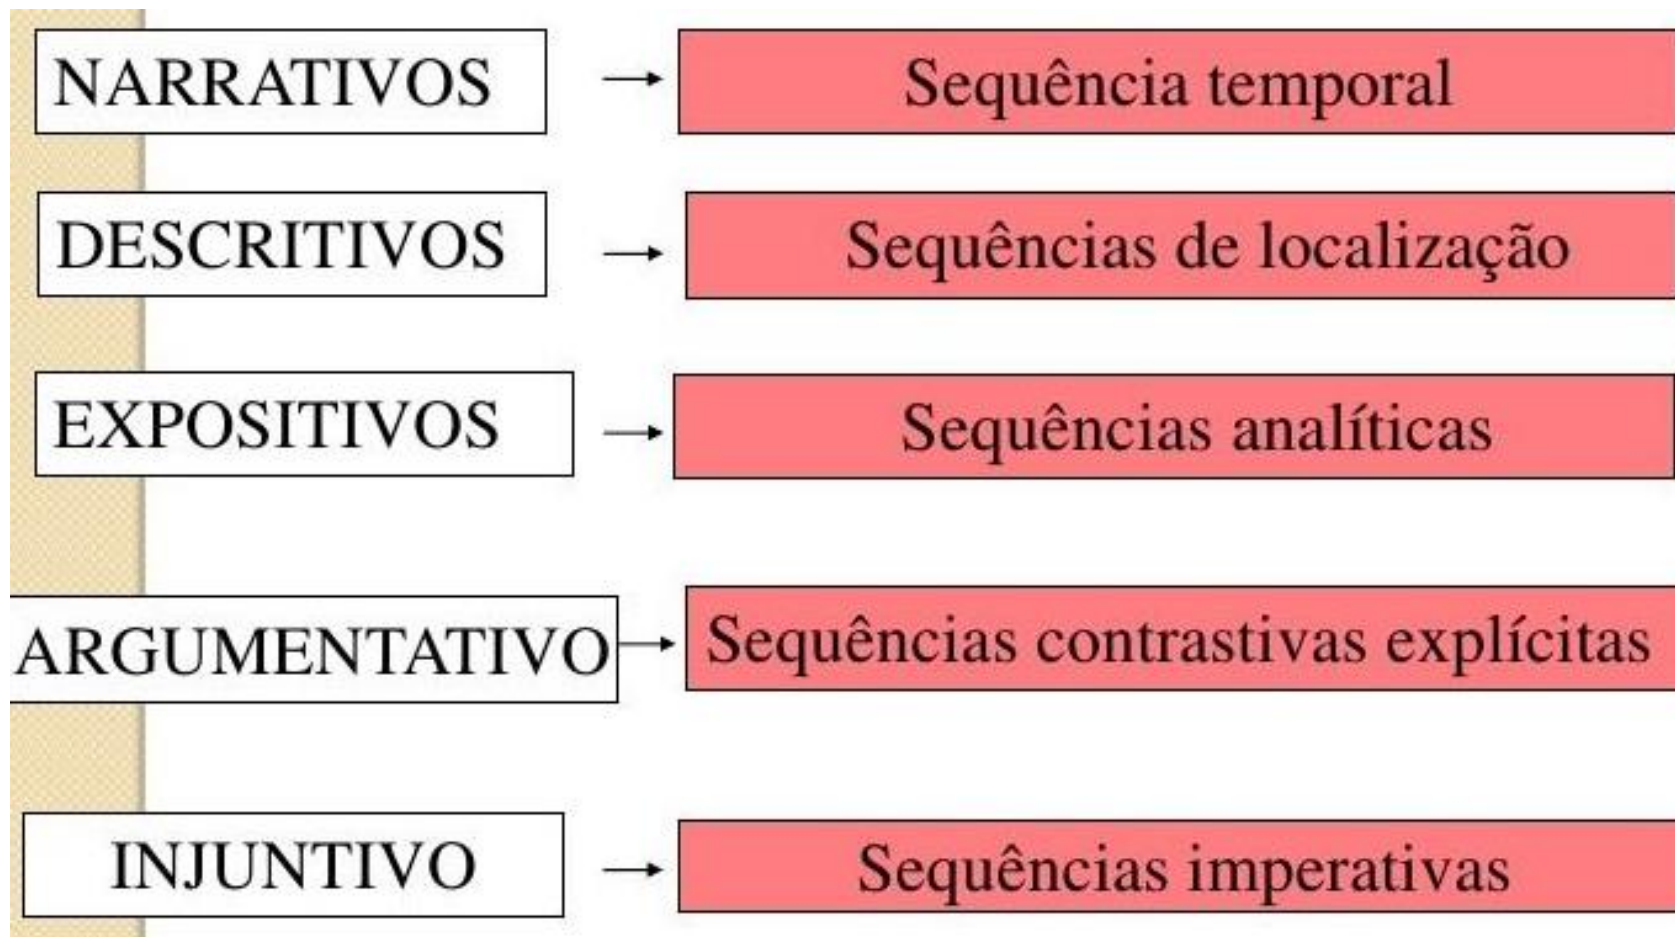 NARRATIVOS
Sequência temporal
DESCRITIVOS
Sequências de localização
EXPOSITIVOS
Sequências analíticas
ARGUMENTATIVO
Sequências contrastivas explícitas
INJUNTIVO
Sequências imperativas